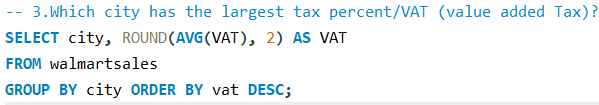 -- 3.Which city has the largest tax percent/VAT (value added Tax)?
SELECT city, ROUND(AVG(VAT), 2) AS VAT
FROM walmartsales
GROUP BY city ORDER BY vat DESC;